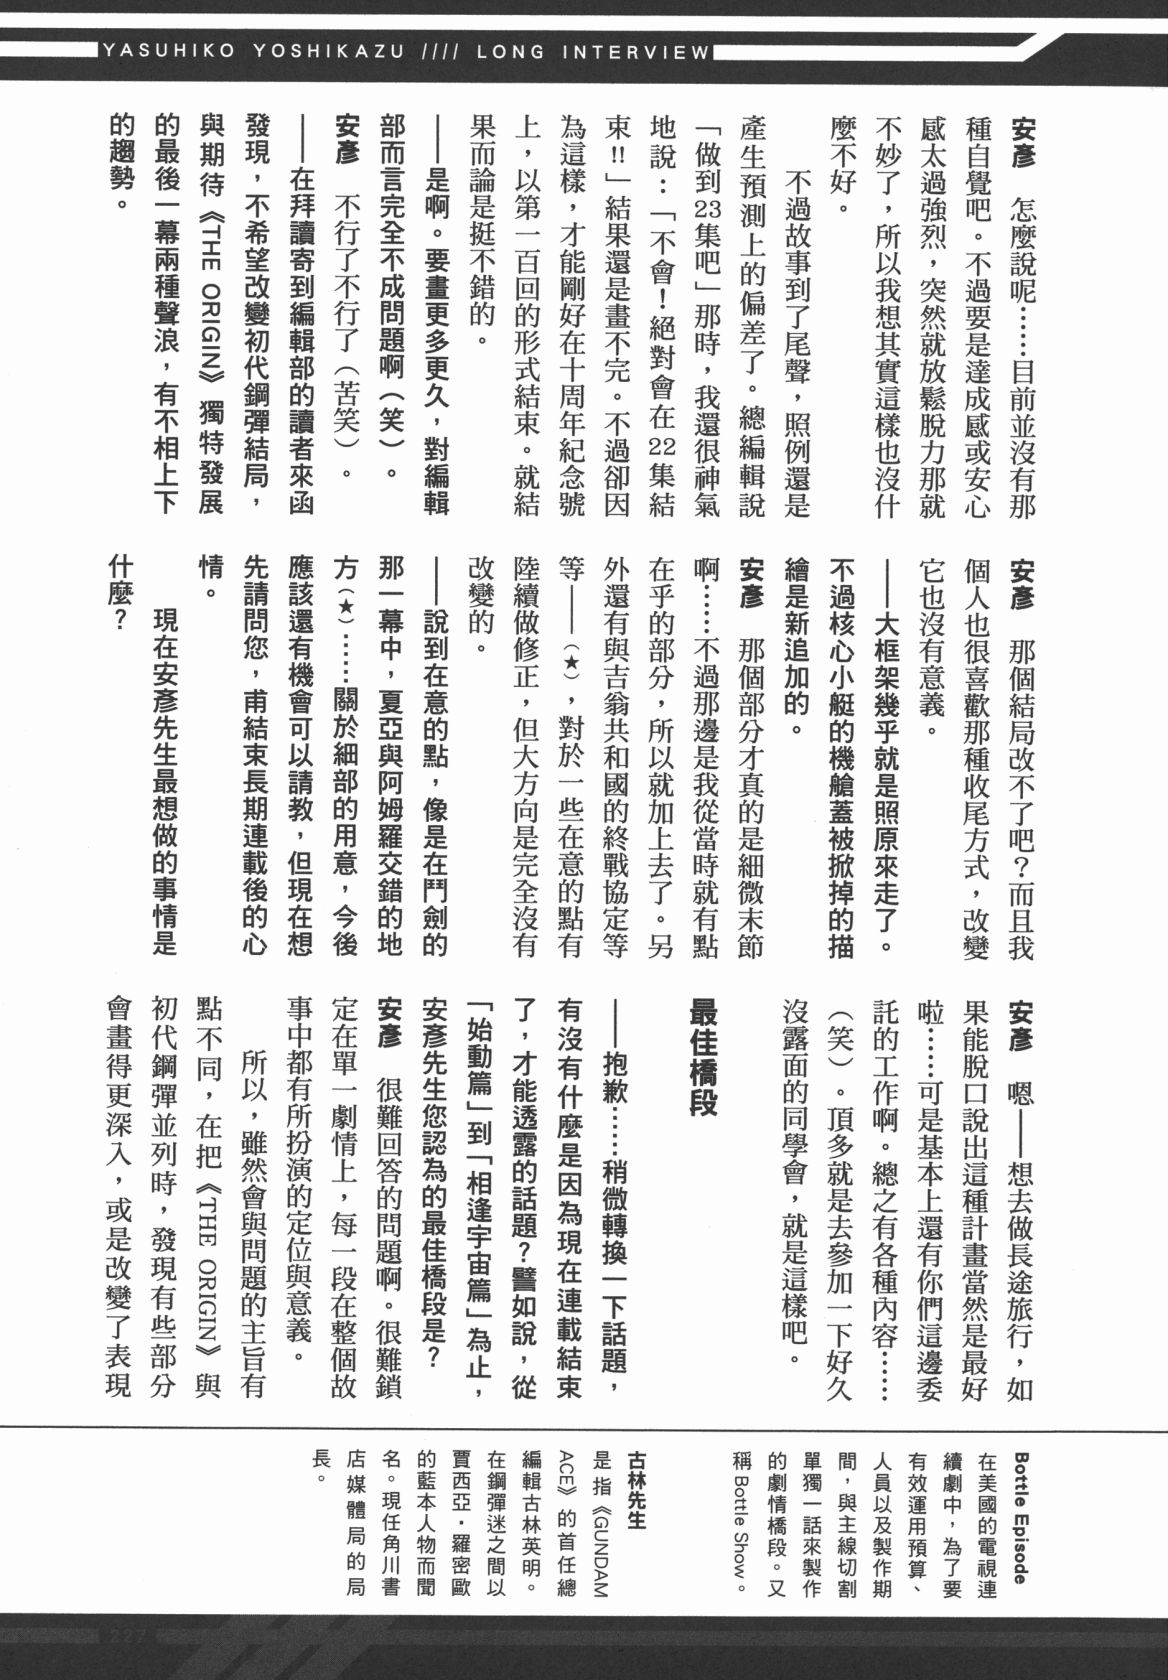 YASUHIKO YOSHIKAZU //// LONG INTERVIEW
安彥　怎麼說呢……目前並沒有那
種自覺吧。不過要是達成感或安心
感太過強烈，突然就放鬆脫力那就
不妙了，所以我想其實這樣也沒什
麼不好。
　　不過故事到了尾聲，照例還是
產生預測上的偏差了。總編輯說
「做到23集吧」那時，我還很神氣
地說：「不會！絕對會在22集結
束!!」結果還是畫不完。不過卻因
為這樣，才能剛好在十周年紀念號
上，以第一百回的形式結束。就結
果而論是挺不錯的。
——是啊。要畫更多更久，對編輯
部而言完全不成問題啊（笑）。
安彥　不行了不行了（苦笑）。
——在拜讀寄到編輯部的讀者來函
發現，不希望改變初代鋼彈結局，
與期待《THE ORIGIN》獨特發展
的最後一幕兩種聲浪，有不相上下
的趨勢。
安彥　那個結局改不了吧？而且我
個人也很喜歡那種收尾方式，改變
它也沒有意義。
——大框架幾乎就是照原來走了。
不過核心小艇的機艙蓋被掀掉的描
繪是新追加的。
安彥　那個部分才真的是細微末節
啊……不過那邊是我從當時就有點
在乎的部分，所以就加上去了。另
外還有與吉翁共和國的終戰協定等
等——（★），對於一些在意的點有
陸續做修正，但大方向是完全沒有
改變的。
——說到在意的點，像是在鬥劍的
那一幕中，夏亞與阿姆羅交錯的地
方（★）……關於細部的用意，今後
應該還有機會可以請教，但現在想
先請問您，甫結束長期連載後的心
情。
　　現在安彥先生最想做的事情是
什麼？
安彥　嗯——想去做長途旅行，如
果能脫口說出這種計畫當然是最好
啦……可是基本上還有你們這邊委
託的工作啊。總之有各種內容……
（笑）。頂多就是去參加一下好久
沒露面的同學會，就是這樣吧。
最佳橋段
——抱歉……稍微轉換一下話題，
有沒有什麼是因為現在連載結束
了，才能透露的話題？譬如說，從
「始動篇」到「相逢宇宙篇」為止，
安彥先生您認為的最佳橋段是？
安彥　很難回答的問題啊。很難鎖
定在單一劇情上，每一段在整個故
事中都有所扮演的定位與意義。
　　所以，雖然會與問題的主旨有
點不同，在把《THE ORIGIN》與
初代鋼彈並列時，發現有些部分
會畫得更深入，或是改變了表現
Bottle Episode
在美國的電視連
續劇中，為了要
有效運用預算、
人員以及製作期
間，與主線切割
單獨一話來製作
的劇情橋段。又
稱 Bottle Show。
古林先生
是指《GUNDAM
ACE》的首任總
編輯古林英明。
在鋼彈迷之間以
賈西亞・羅密歐
的藍本人物而聞
名。現任角川書
店媒體局的局
長。
227